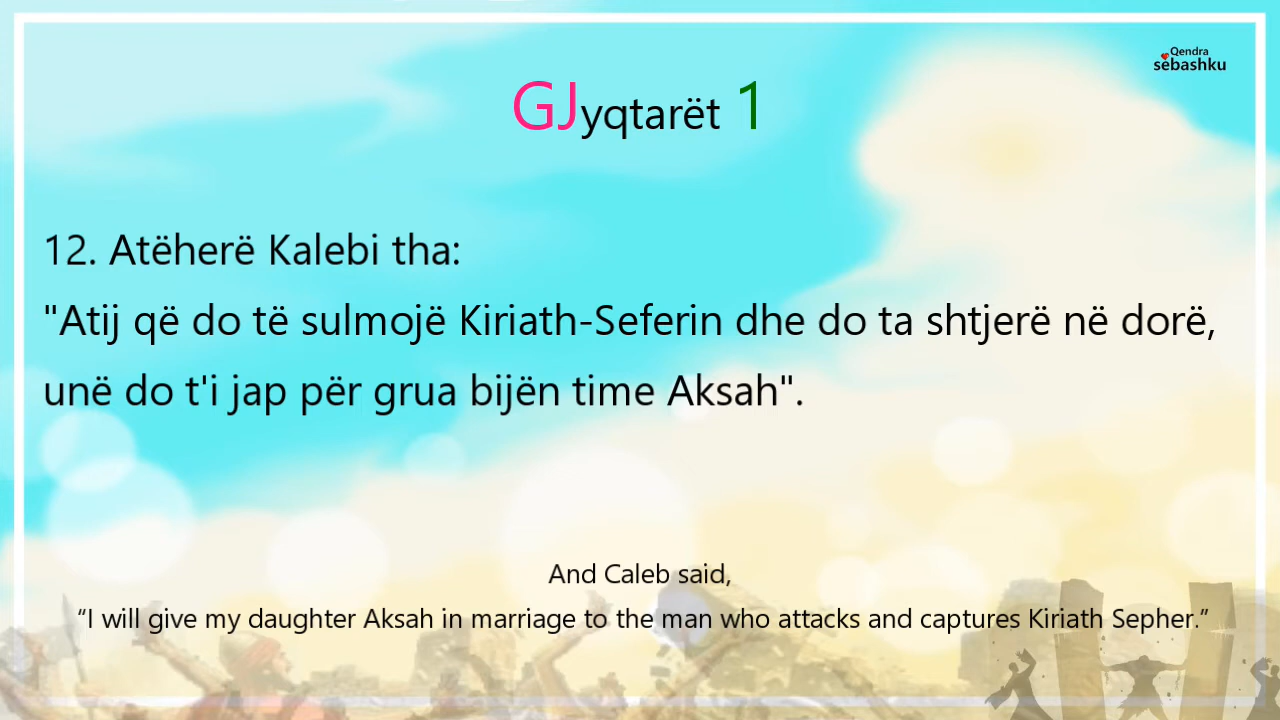 Qendra
sëbashku
GJyqtarët 1
12. Atëherë Kalebi tha:
"Atij që do të sulmojë Kiriath-Seferin dhe do ta shtjerë në dorë,
unë do t'i jap për grua bijën time Aksah".
And Caleb said,
“I will give my daughter Aksah in marriage to the man who attacks and captures Kiriath Sepher.”